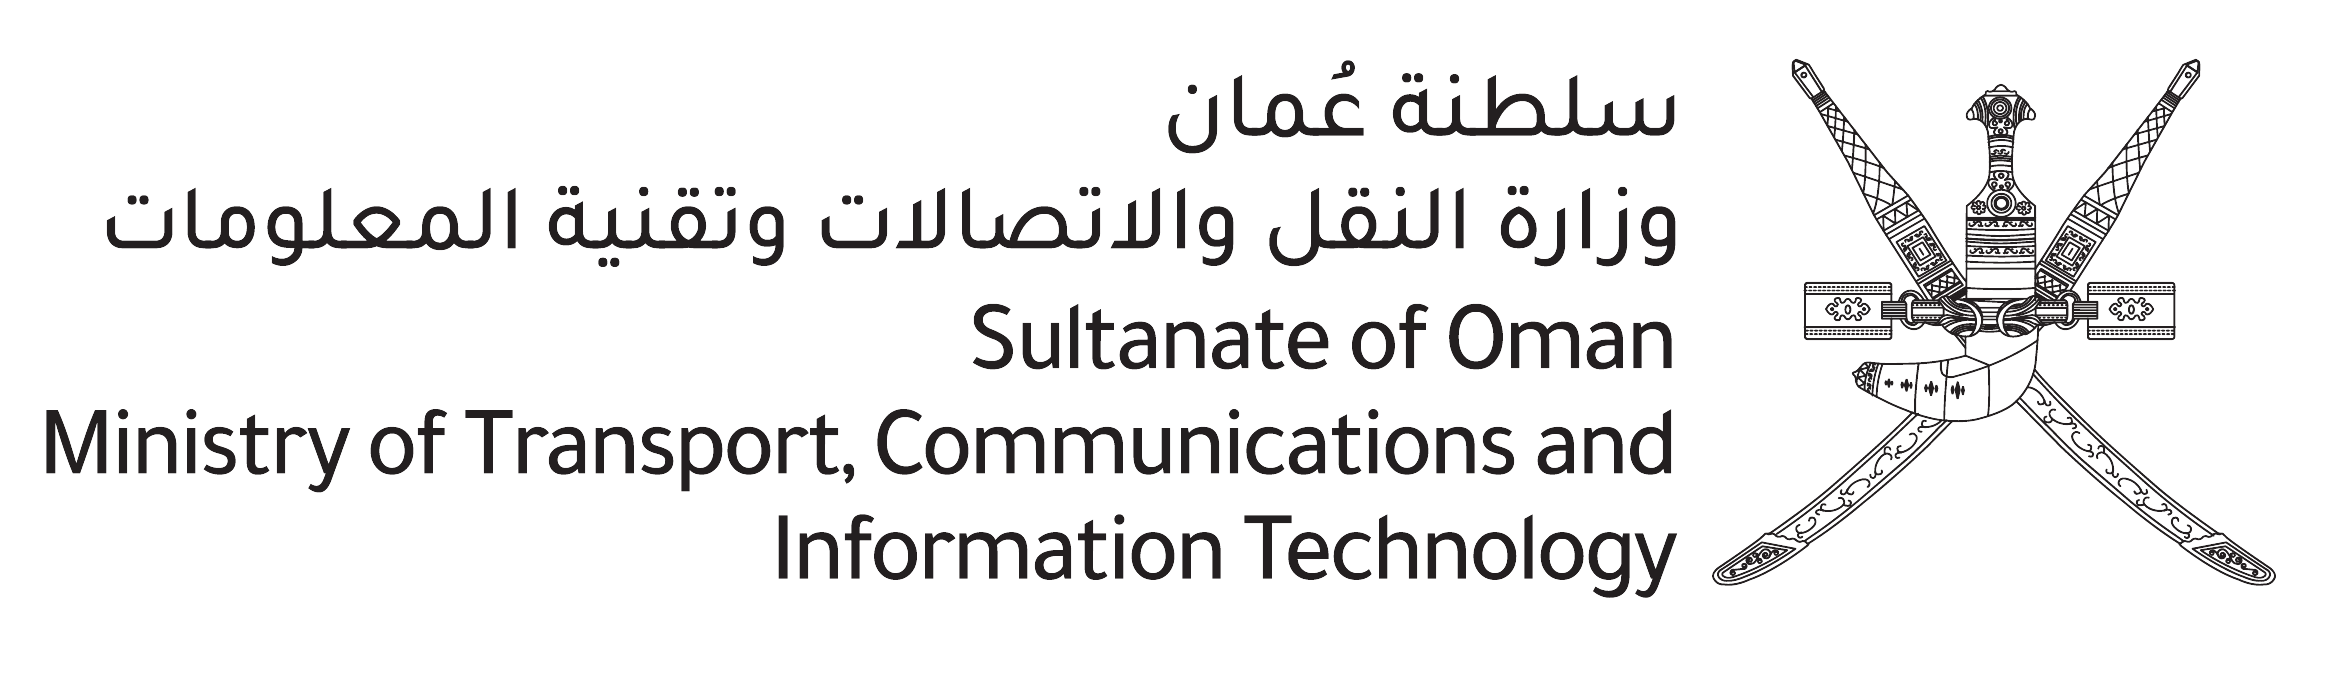 سلطنة عُمان
وزارة النقل والاتصالات وتقنية المعلومات
Sultanate of Oman
Ministry of Transport, Communications and
Information Technology